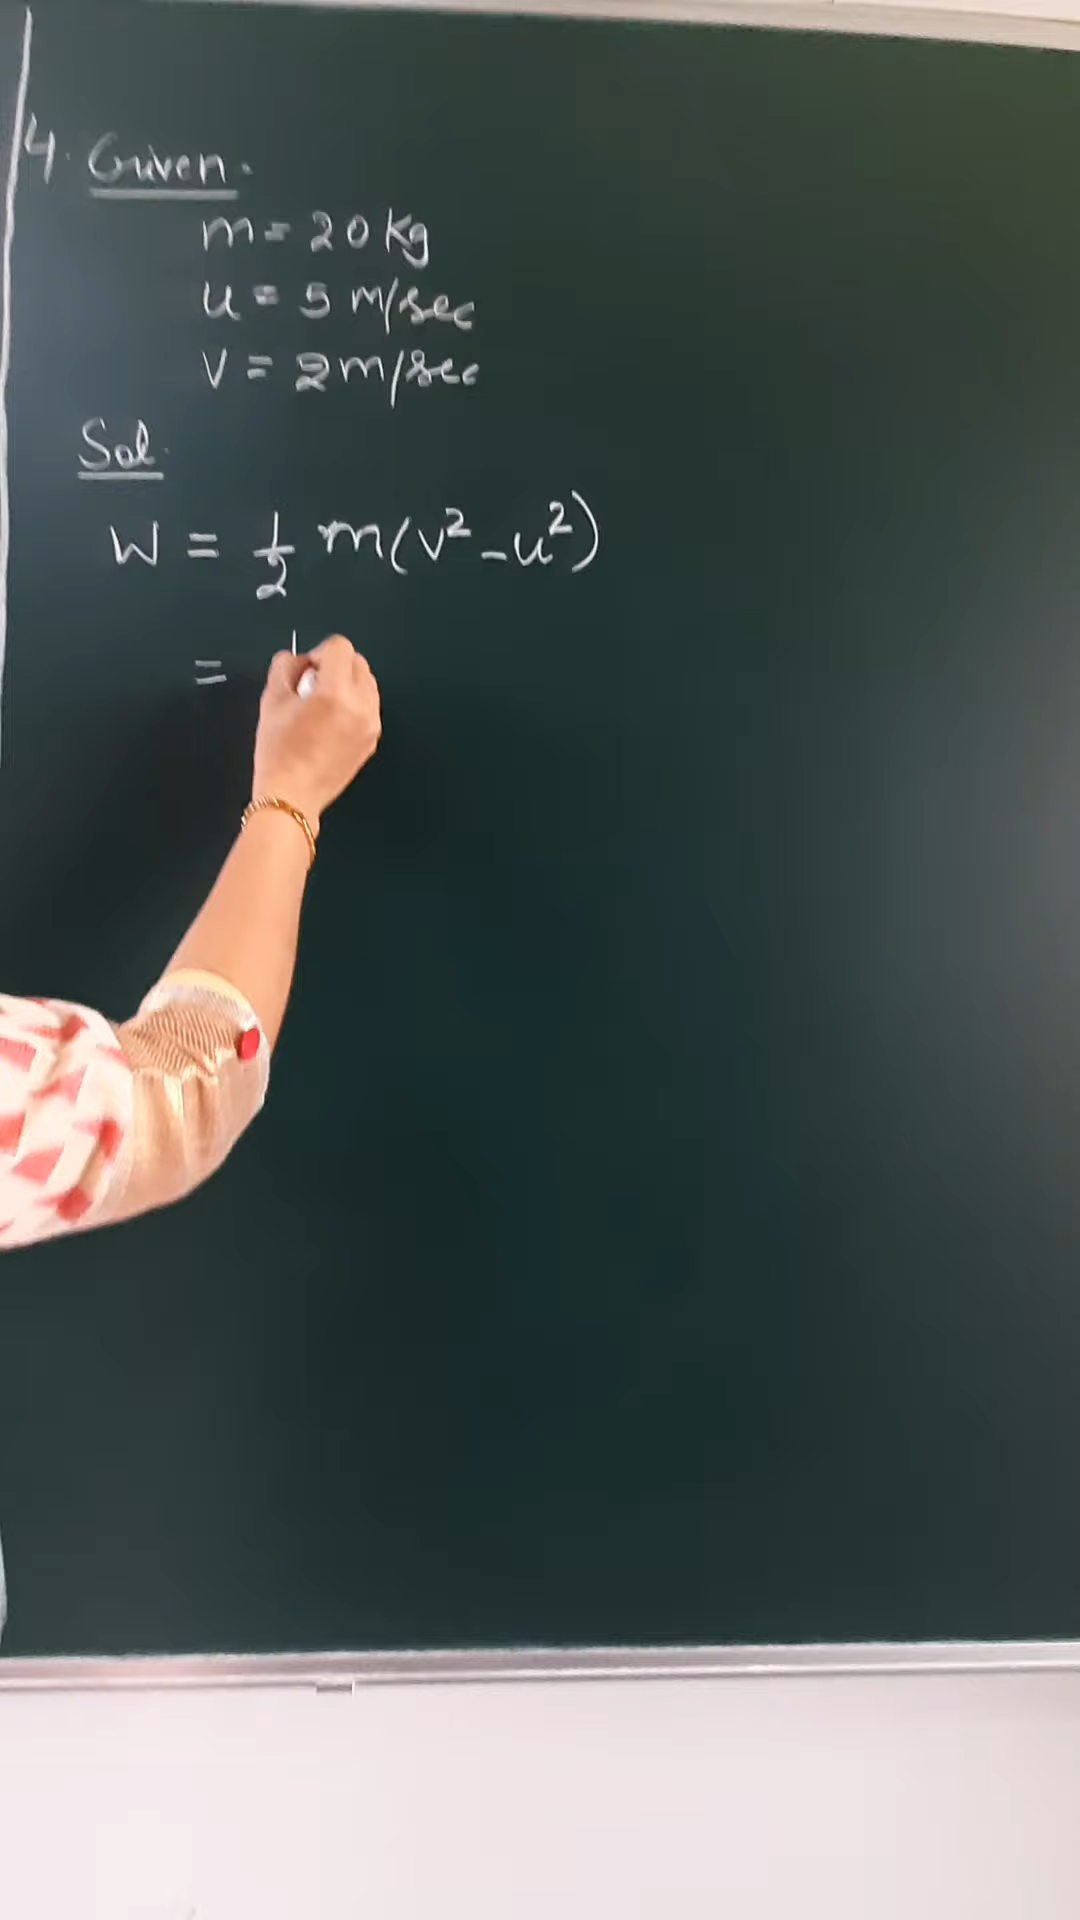 4. Given.
m = 20 kg
u = 5 m/sec
v = 2 m/sec
Sol.
W = 1/2 m(v² - u²)
=